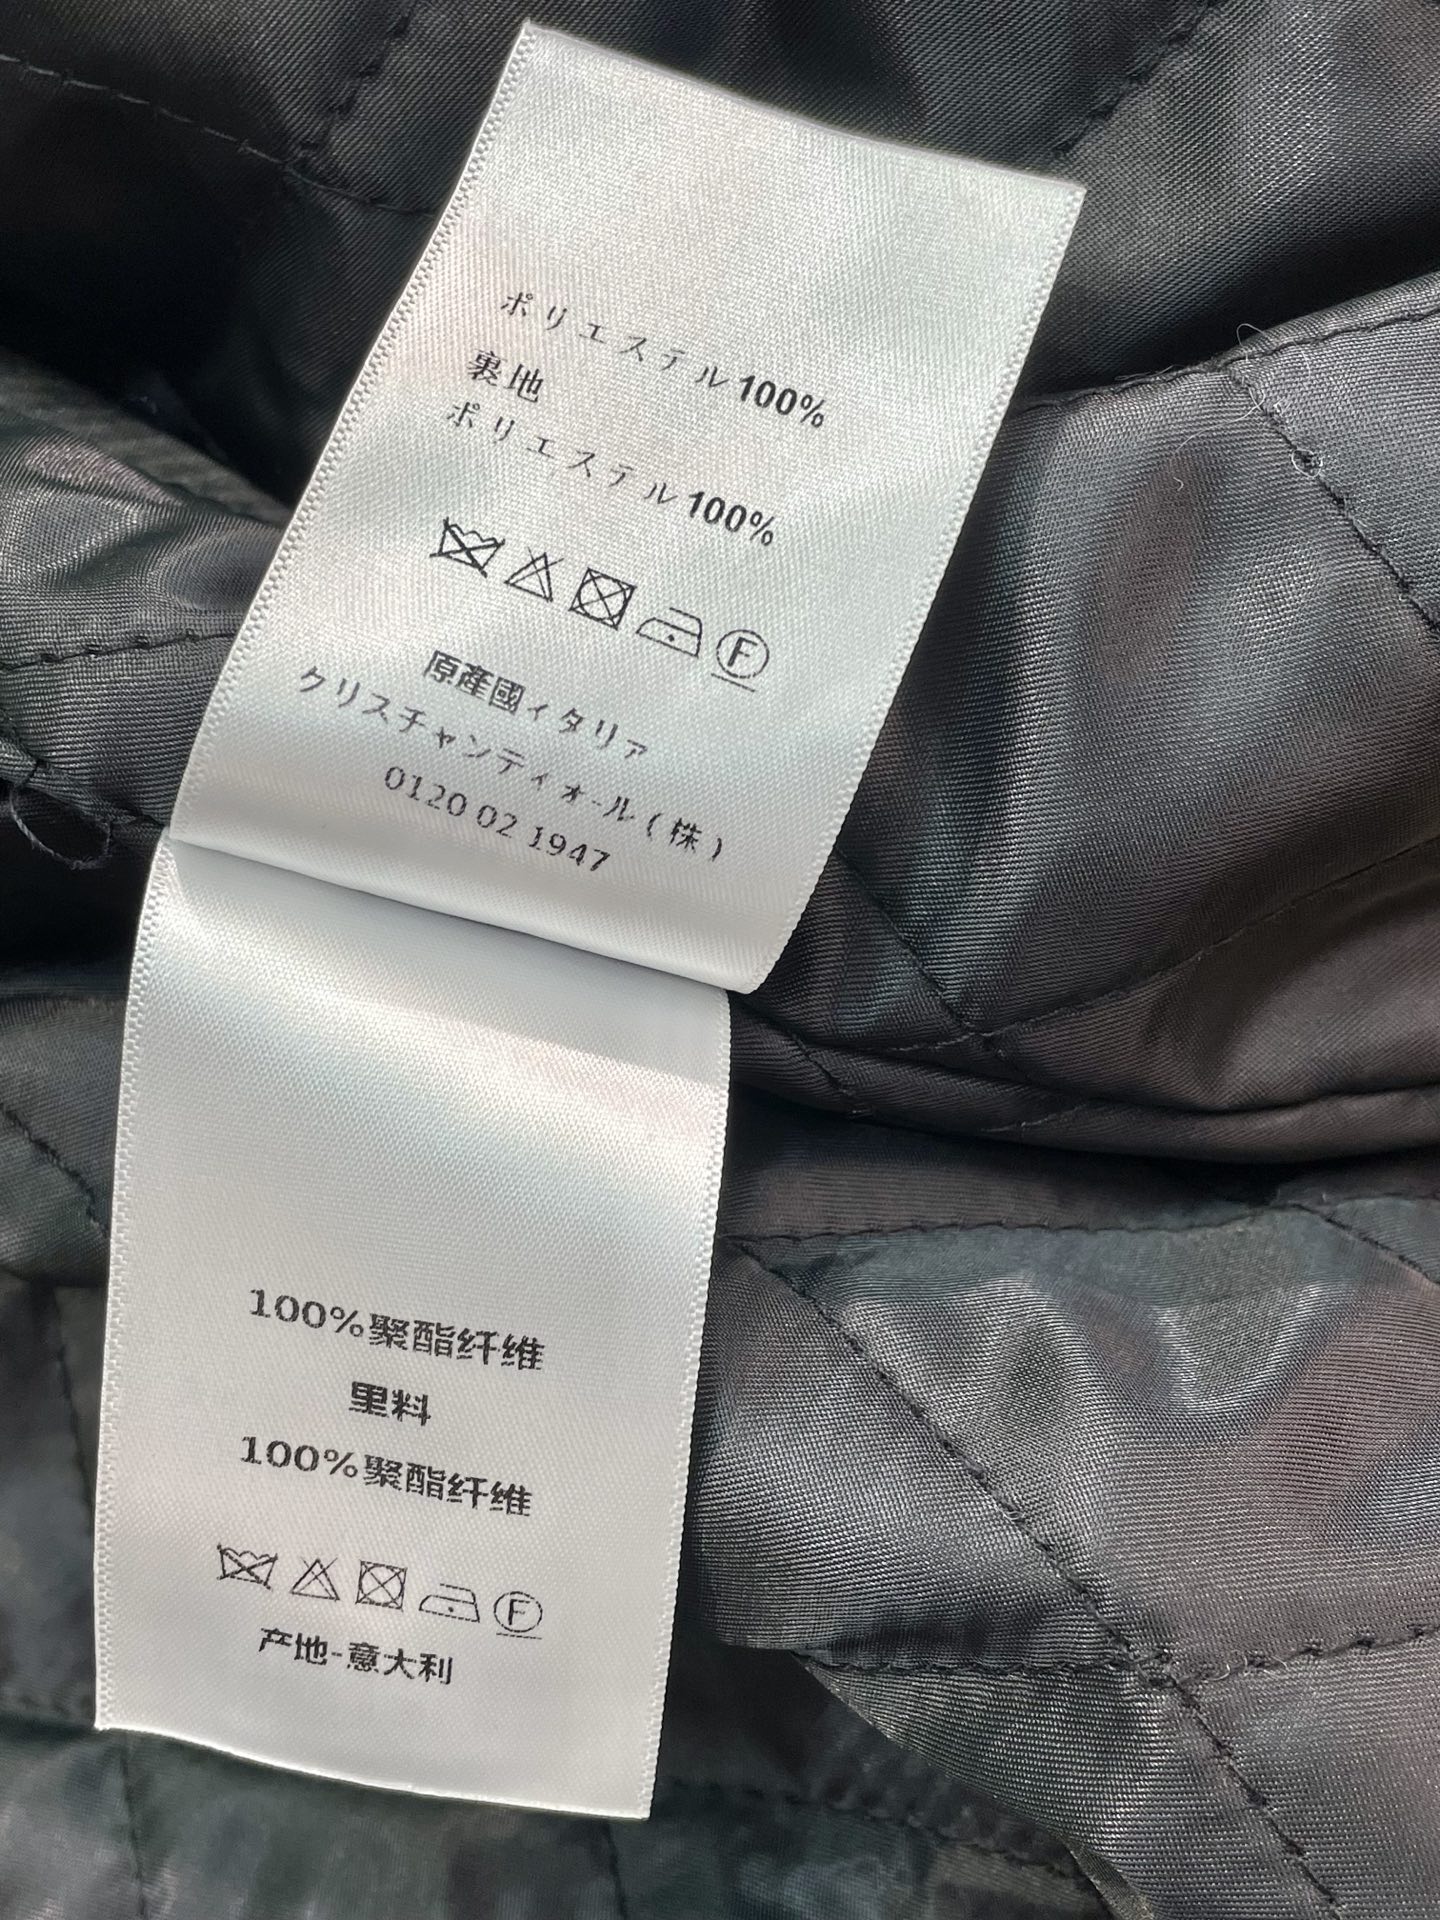 ポリエステル100%
裏地
ポリエステル100%
F
原產國イタリア
クリスチャンディオール(株)
0120 02 1947
100%聚酯纤维
里料
100%聚酯纤维
F
产地-意大利